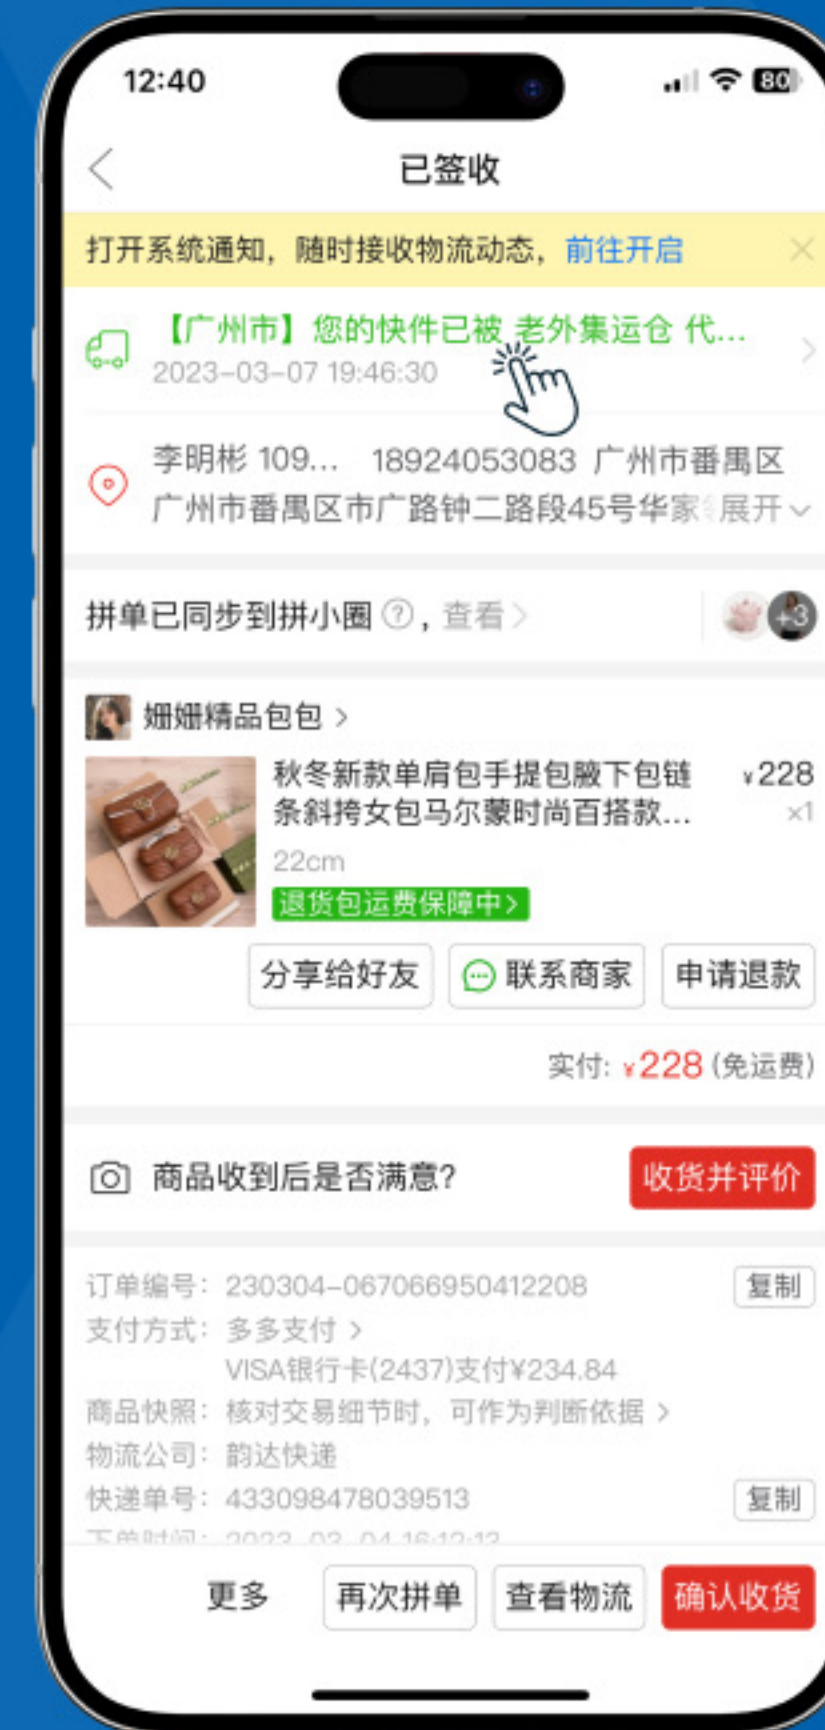 12:40
80
已签收
打开系统通知，随时接收物流动态，前往开启
【广州市】您的快件已被 老外集运仓 代...
2023-03-07 19:46:30
李明彬 109... 18924053083 广州市番禺区
广州市番禺区市广路钟二路段45号华家 展开
拼单已同步到拼小圈 ?，查看
+3
姗姗精品包包
秋冬新款单肩包手提包腋下包链 ¥228
条斜挎女包马尔蒙时尚百搭款... ×1
22cm
退货包运费保障中
分享给好友 联系商家 申请退款
实付: ¥228 (免运费)
商品收到后是否满意? 收货并评价
订单编号： 230304-067066950412208 复制
支付方式： 多多支付
VISA银行卡(2437)支付¥234.84
商品快照： 核对交易细节时，可作为判断依据
物流公司： 韵达快递
快递单号： 433098478039513 复制
下单时间： 2023-03-04 16:12:12
更多 再次拼单 查看物流 确认收货